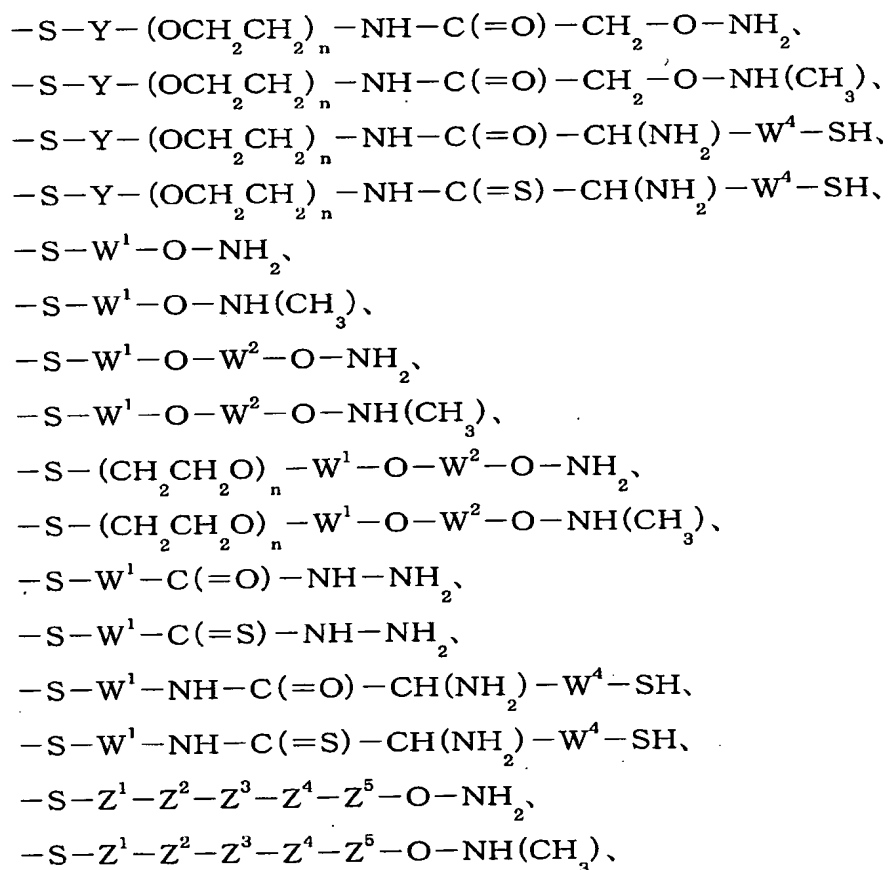 −S−Y−(OCH₂CH₂)ₙ−NH−C(=O)−CH₂−O−NH₂、
−S−Y−(OCH₂CH₂)ₙ−NH−C(=O)−CH₂−O−NH(CH₃)、
−S−Y−(OCH₂CH₂)ₙ−NH−C(=O)−CH(NH₂)−W⁴−SH、
−S−Y−(OCH₂CH₂)ₙ−NH−C(=S)−CH(NH₂)−W⁴−SH、
−S−W¹−O−NH₂、
−S−W¹−O−NH(CH₃)、
−S−W¹−O−W²−O−NH₂、
−S−W¹−O−W²−O−NH(CH₃)、
−S−(CH₂CH₂O)ₙ−W¹−O−W²−O−NH₂、
−S−(CH₂CH₂O)ₙ−W¹−O−W²−O−NH(CH₃)、
−S−W¹−C(=O)−NH−NH₂、
−S−W¹−C(=S)−NH−NH₂、
−S−W¹−NH−C(=O)−CH(NH₂)−W⁴−SH、
−S−W¹−NH−C(=S)−CH(NH₂)−W⁴−SH、
−S−Z¹−Z²−Z³−Z⁴−Z⁵−O−NH₂、
−S−Z¹−Z²−Z³−Z⁴−Z⁵−O−NH(CH₃)、